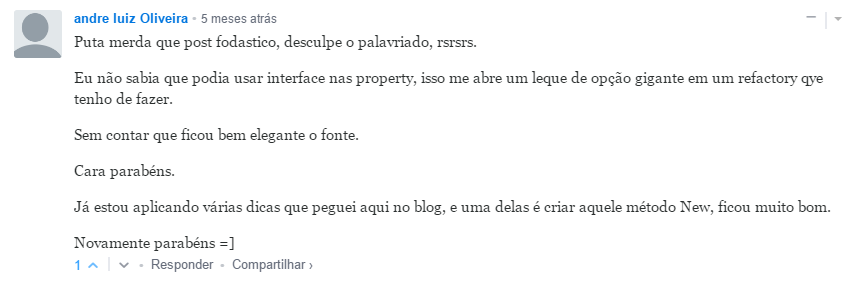 andre luiz Oliveira • 5 meses atrás
Puta merda que post fodastico, desculpe o palavriado, rsrsrs.
Eu não sabia que podia usar interface nas property, isso me abre um leque de opção gigante em um refactory qye
tenho de fazer.
Sem contar que ficou bem elegante o fonte.
Cara parabéns.
Já estou aplicando várias dicas que peguei aqui no blog, e uma delas é criar aquele método New, ficou muito bom.
Novamente parabéns =]
1 • Responder • Compartilhar ›